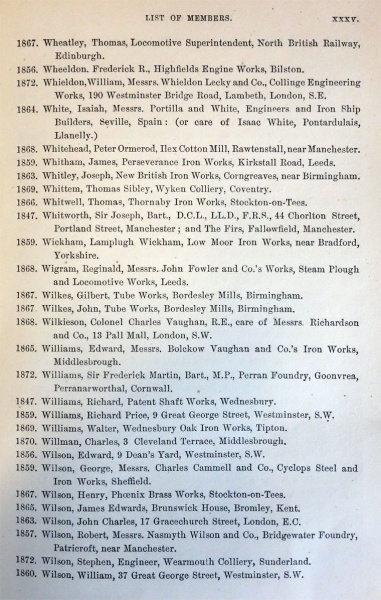 LIST OF MEMBERS. XXXV.
1867. Wheatley, Thomas, Locomotive Superintendent, North British Railway,
Edinburgh.
1856. Wheeldon. Frederick R., Highfields Engine Works, Bilston.
1872. Whieldon, William, Messrs. Whieldon Lecky and Co., Collinge Engineering
Works, 190 Westminster Bridge Road, Lambeth, London, S.E.
1864. White, Isaiah, Messrs. Portilla and White, Engineers and Iron Ship
Builders, Seville, Spain: (or care of Isaac White, Pontardulais,
Llanelly.)
1868. Whitehead, Peter Ormerod, Ilex Cotton Mill, Rawtenstall, near Manchester.
1859. Whitham, James, Perseverance Iron Works, Kirkstall Road, Leeds.
1863. Whitley, Joseph, New British Iron Works, Corngreaves, near Birmingham.
1869. Whittem, Thomas Sibley, Wyken Colliery, Coventry.
1866. Whitwell, Thomas, Thornaby Iron Works, Stockton-on-Tees.
1847. Whitworth, Sir Joseph, Bart., D.C.L., LL.D., F.R.S., 44 Chorlton Street,
Portland Street, Manchester; and The Firs, Fallowfield, Manchester.
1859. Wickham, Lamplugh Wickham, Low Moor Iron Works, near Bradford,
Yorkshire.
1868. Wigram, Reginald, Messrs. John Fowler and Co.'s Works, Steam Plough
and Locomotive Works, Leeds.
1867. Wilkes, Gilbert, Tube Works, Bordesley Mills, Birmingham.
1867. Wilkes, John, Tube Works, Bordesley Mills, Birmingham.
1868. Wilkieson, Colonel Charles Vaughan, R.E., care of Messrs. Richardson
and Co., 13 Pall Mall, London, S.W.
1865. Williams, Edward, Messrs. Bolckow Vaughan and Co.'s Iron Works,
Middlesbrough.
1872. Williams, Sir Frederick Martin, Bart., M.P., Perran Foundry, Goonvrea,
Perranarworthal, Cornwall.
1847. Williams, Richard, Patent Shaft Works, Wednesbury.
1859. Williams, Richard Price, 9 Great George Street, Westminster, S.W.
1869. Williams, Walter, Wednesbury Oak Iron Works, Tipton.
1870. Willman, Charles, 3 Cleveland Terrace, Middlesbrough.
1856. Wilson, Edward, 9 Dean's Yard, Westminster, S.W.
1859. Wilson, George, Messrs. Charles Cammell and Co., Cyclops Steel and
Iron Works, Sheffield.
1867. Wilson, Henry, Phœnix Brass Works, Stockton-on-Tees.
1865. Wilson, James Edwards, Brunswick House, Bromley, Kent.
1863. Wilson, John Charles, 17 Gracechurch Street, London, E.C.
1857. Wilson, Robert, Messrs. Nasmyth Wilson and Co., Bridgewater Foundry,
Patricroft, near Manchester.
1872. Wilson, Stephen, Engineer, Wearmouth Colliery, Sunderland.
1860. Wilson, William, 37 Great George Street, Westminster, S.W.